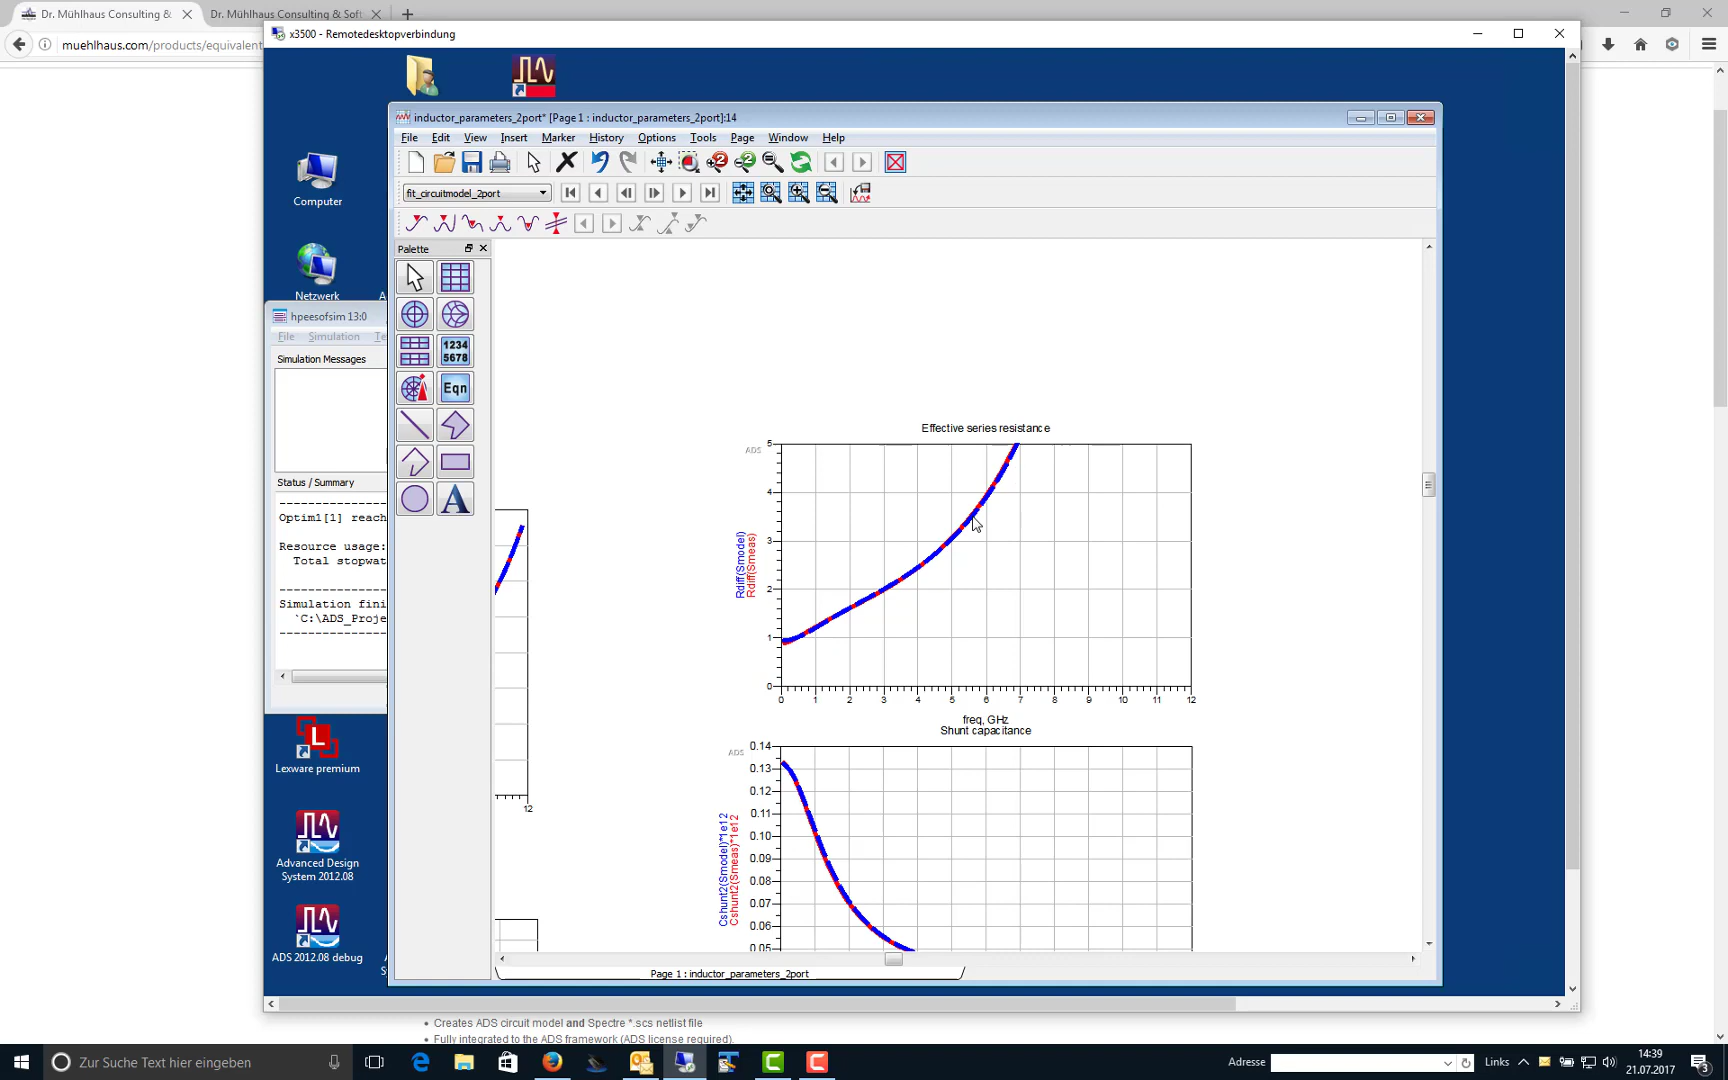 Dr. Mühlhaus Consulting &
Dr. Mühlhaus Consulting & Soft
muehlhaus.com/products/equivalent
x3500 - Remotedesktopverbindung
inductor_parameters_2port* [Page 1 : inductor_parameters_2port]:14
File Edit View Insert Marker History Options Tools Page Window Help
fit_circuitmodel_2port
Palette
Computer
Netzwerk
hpeesofsim 13:0
File Simulation Te
Simulation Messages
Status / Summary
Optim1[1] reach
Resource usage:
Total stopwat
Simulation fini
`C:\ADS_Proje
1234
5678
Eqn
A
Effective series resistance
ADS
5
4
3
2
1
0
Rdiff(Smodel)
Rdiff(Smeas)
0 1 2 3 4 5 6 7 8 9 10 11 12
freq, GHz
Shunt capacitance
ADS
0.14
0.13
0.12
0.11
0.10
0.09
0.08
0.07
0.06
0.05
Cshunt2(Smodel)*1e12
Cshunt2(Smeas)*1e12
12
Lexware premium
Advanced Design
System 2012.08
ADS 2012.08 debug
Page 1 : inductor_parameters_2port
Creates ADS circuit model and Spectre *.scs netlist file
Fully integrated to the ADS framework (ADS license required).
Zur Suche Text hier eingeben
Adresse
Links
14:39
21.07.2017
3